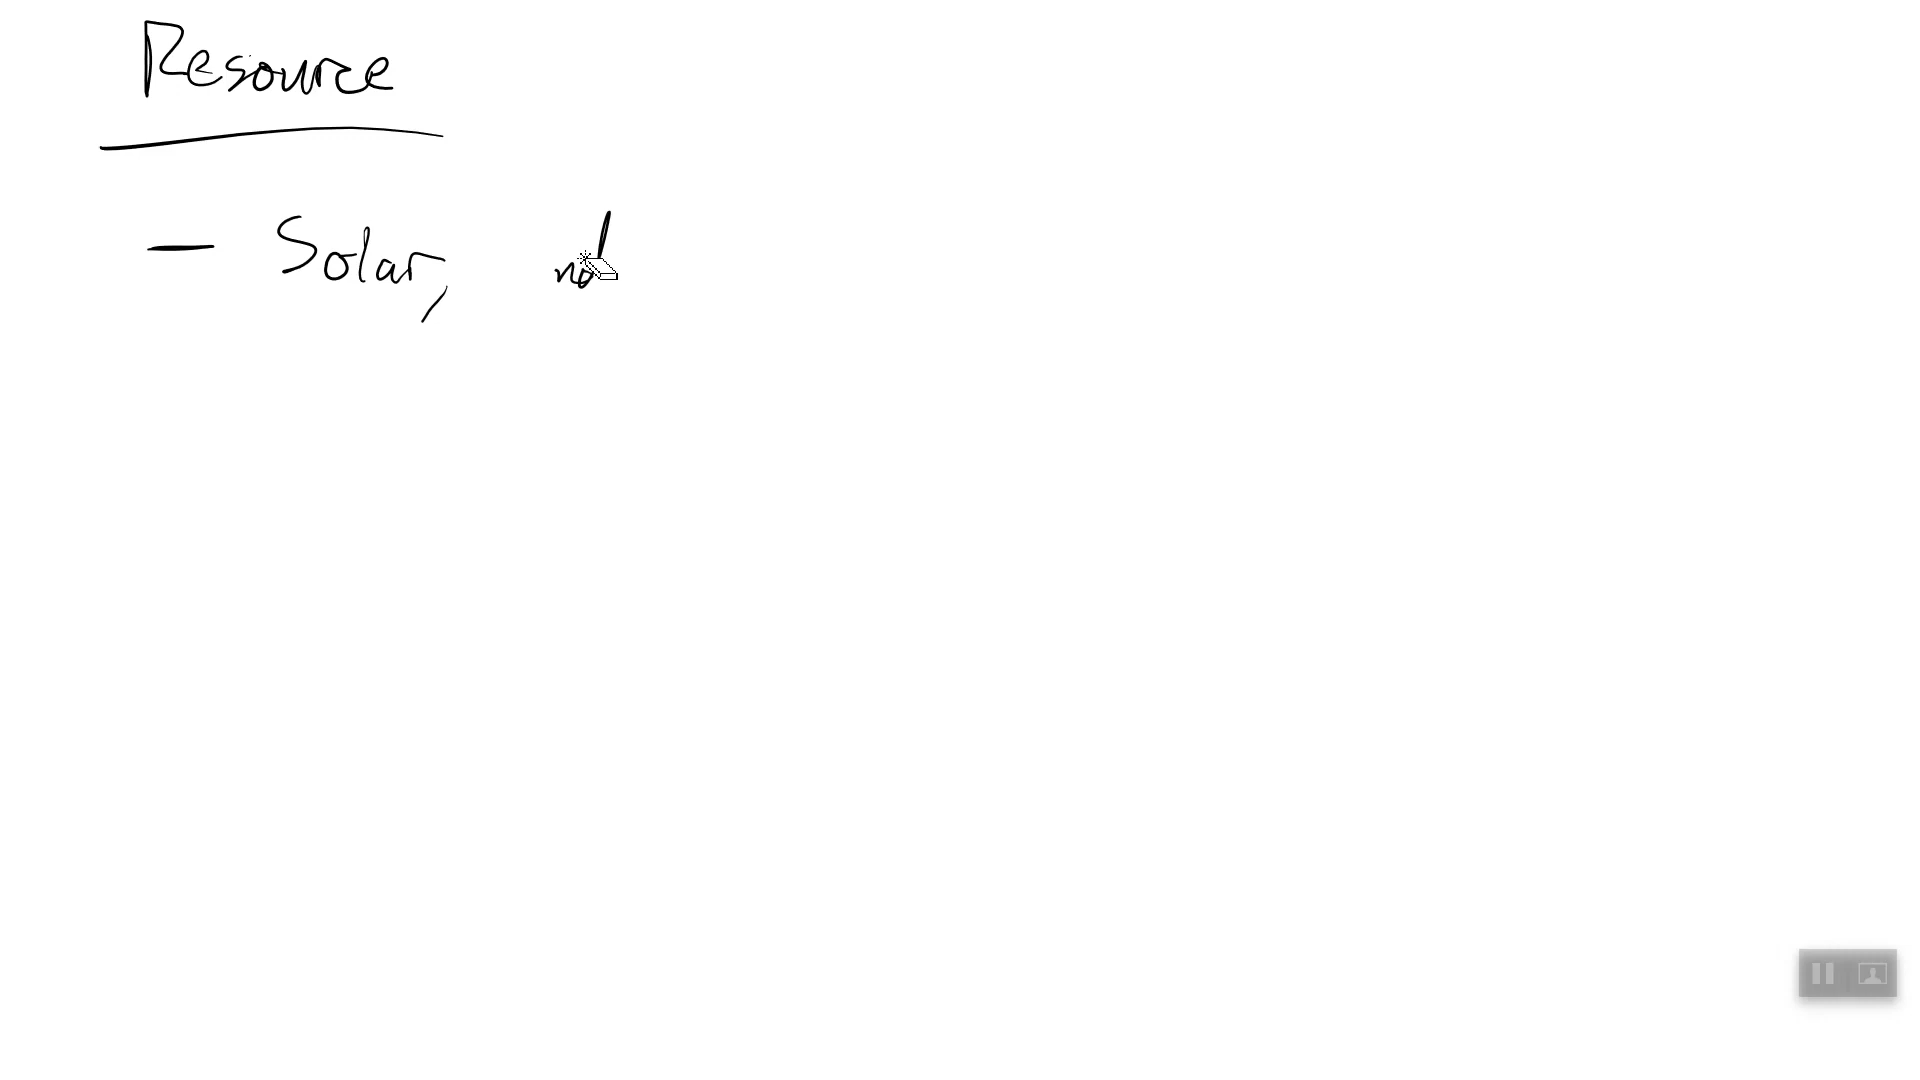 Resource
— Solar,